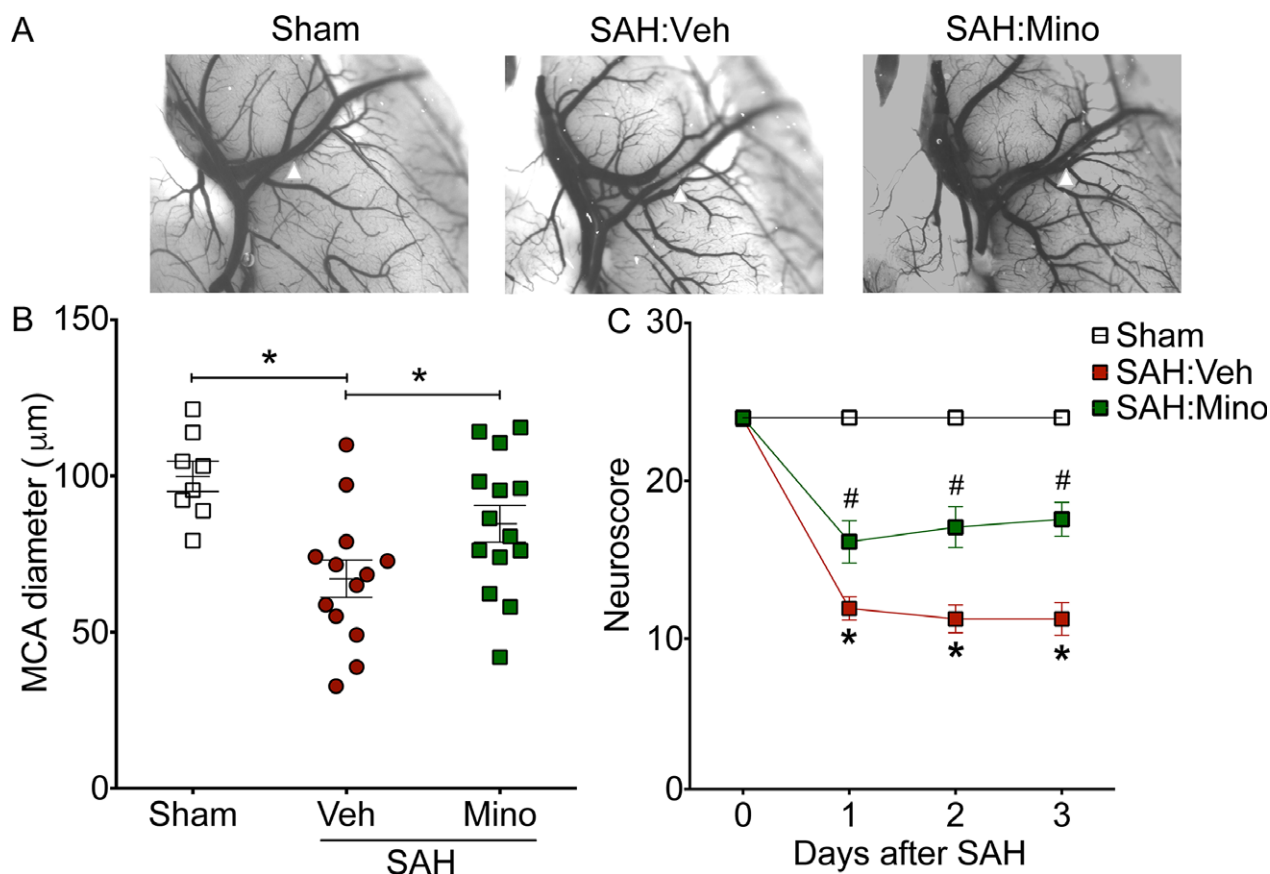 A
Sham
SAH:Veh
SAH:Mino
B
150
100
50
0
MCA diameter ( μm)
*
*
Sham
Veh
Mino
SAH
C
30
20
10
0
Neuroscore
Sham
SAH:Veh
SAH:Mino
# # #
* * *
0 1 2 3
Days after SAH